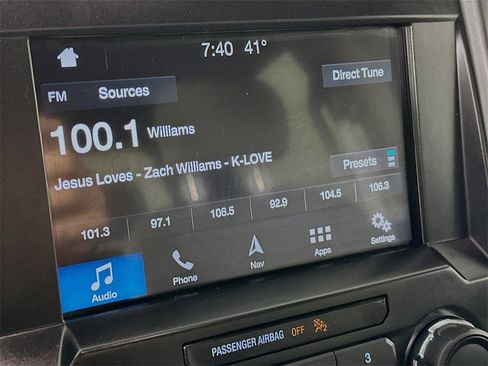 7:40 41°
FM Sources Direct Tune
100.1 Williams
Jesus Loves - Zach Williams - K-LOVE
Presets
101.3 97.1 106.5 92.9 104.5 106.3
Audio Phone Nav Apps Settings
PASSENGER AIRBAG OFF 2
3